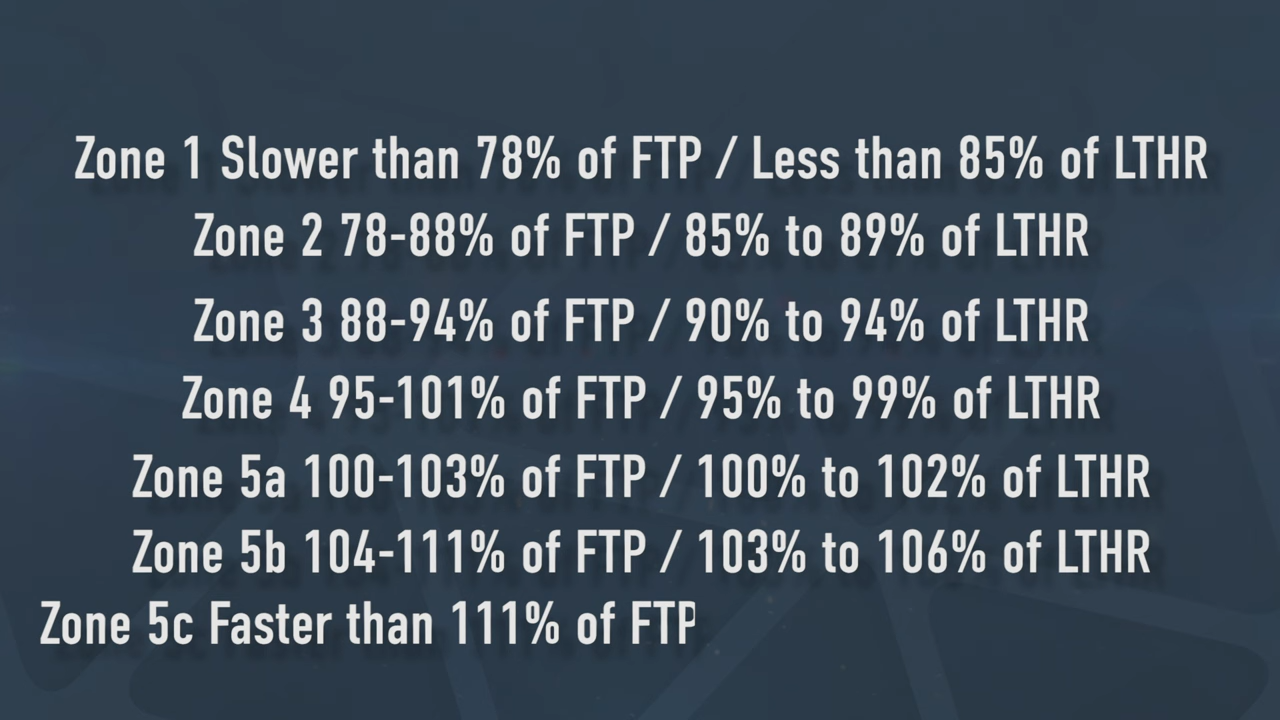 Zone 1 Slower than 78% of FTP / Less than 85% of LTHR
Zone 2 78-88% of FTP / 85% to 89% of LTHR
Zone 3 88-94% of FTP / 90% to 94% of LTHR
Zone 4 95-101% of FTP / 95% to 99% of LTHR
Zone 5a 100-103% of FTP / 100% to 102% of LTHR
Zone 5b 104-111% of FTP / 103% to 106% of LTHR
Zone 5c Faster than 111% of FTP